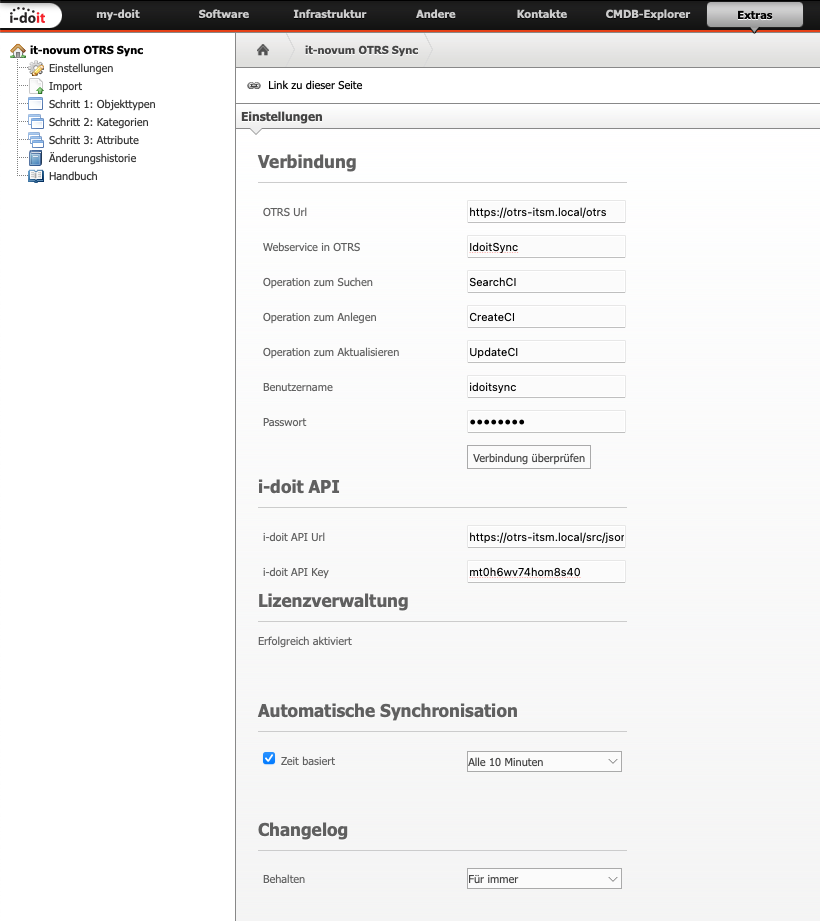 i-doit
my-doit Software Infrastruktur Andere Kontakte CMDB-Explorer Extras
it-novum OTRS Sync
Einstellungen
Import
Schritt 1: Objekttypen
Schritt 2: Kategorien
Schritt 3: Attribute
Änderungshistorie
Handbuch
it-novum OTRS Sync
Link zu dieser Seite
Einstellungen
Verbindung
OTRS Url https://otrs-itsm.local/otrs
Webservice in OTRS IdoitSync
Operation zum Suchen SearchCI
Operation zum Anlegen CreateCI
Operation zum Aktualisieren UpdateCI
Benutzername idoitsync
Passwort ••••••••
Verbindung überprüfen
i-doit API
i-doit API Url https://otrs-itsm.local/src/jsor
i-doit API Key mt0h6wv74hom8s40
Lizenzverwaltung
Erfolgreich aktiviert
Automatische Synchronisation
Zeit basiert Alle 10 Minuten
Changelog
Behalten Für immer